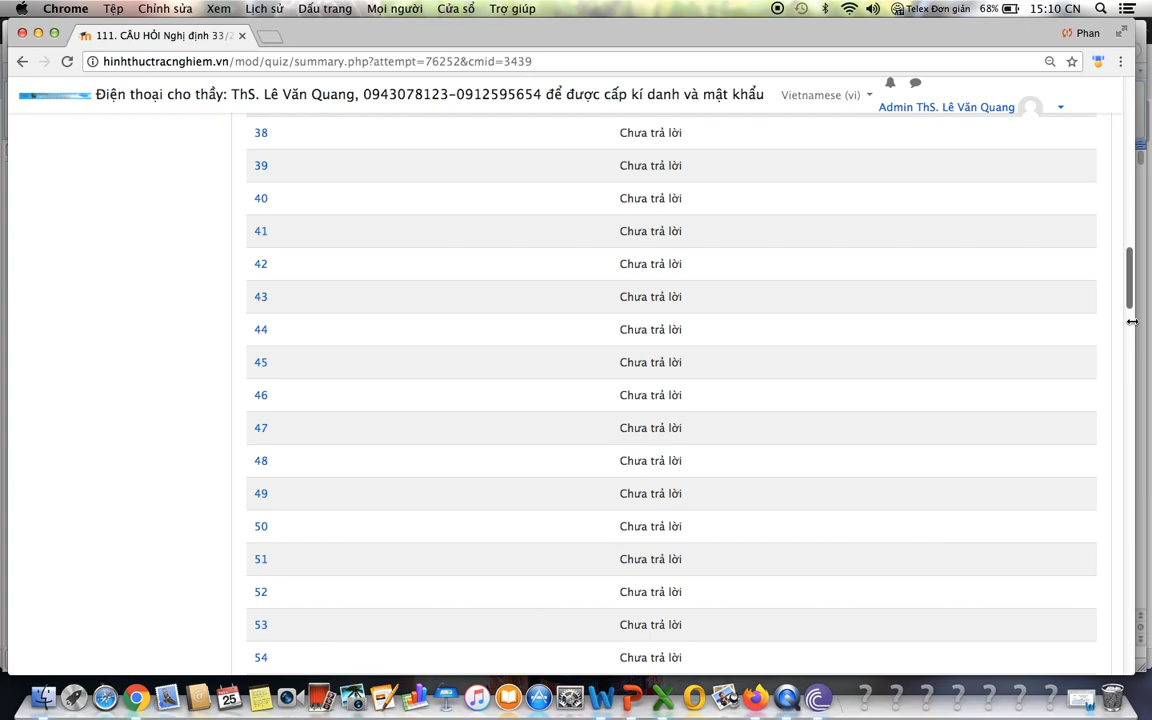 Chrome Tệp Chỉnh sửa Xem Lịch sử Dấu trang Mọi người Cửa sổ Trợ giúp Telex Đơn giản 68% 15:10 CN
111. CÂU HỎI Nghị định 33/2 Phan
hinhthuctracnghiem.vn/mod/quiz/summary.php?attempt=76252&cmid=3439
Điện thoại cho thầy: ThS. Lê Văn Quang, 0943078123-0912595654 để được cấp kí danh và mật khẩu Vietnamese (vi)
Admin ThS. Lê Văn Quang
38 Chưa trả lời
39 Chưa trả lời
40 Chưa trả lời
41 Chưa trả lời
42 Chưa trả lời
43 Chưa trả lời
44 Chưa trả lời
45 Chưa trả lời
46 Chưa trả lời
47 Chưa trả lời
48 Chưa trả lời
49 Chưa trả lời
50 Chưa trả lời
51 Chưa trả lời
52 Chưa trả lời
53 Chưa trả lời
54 Chưa trả lời
25